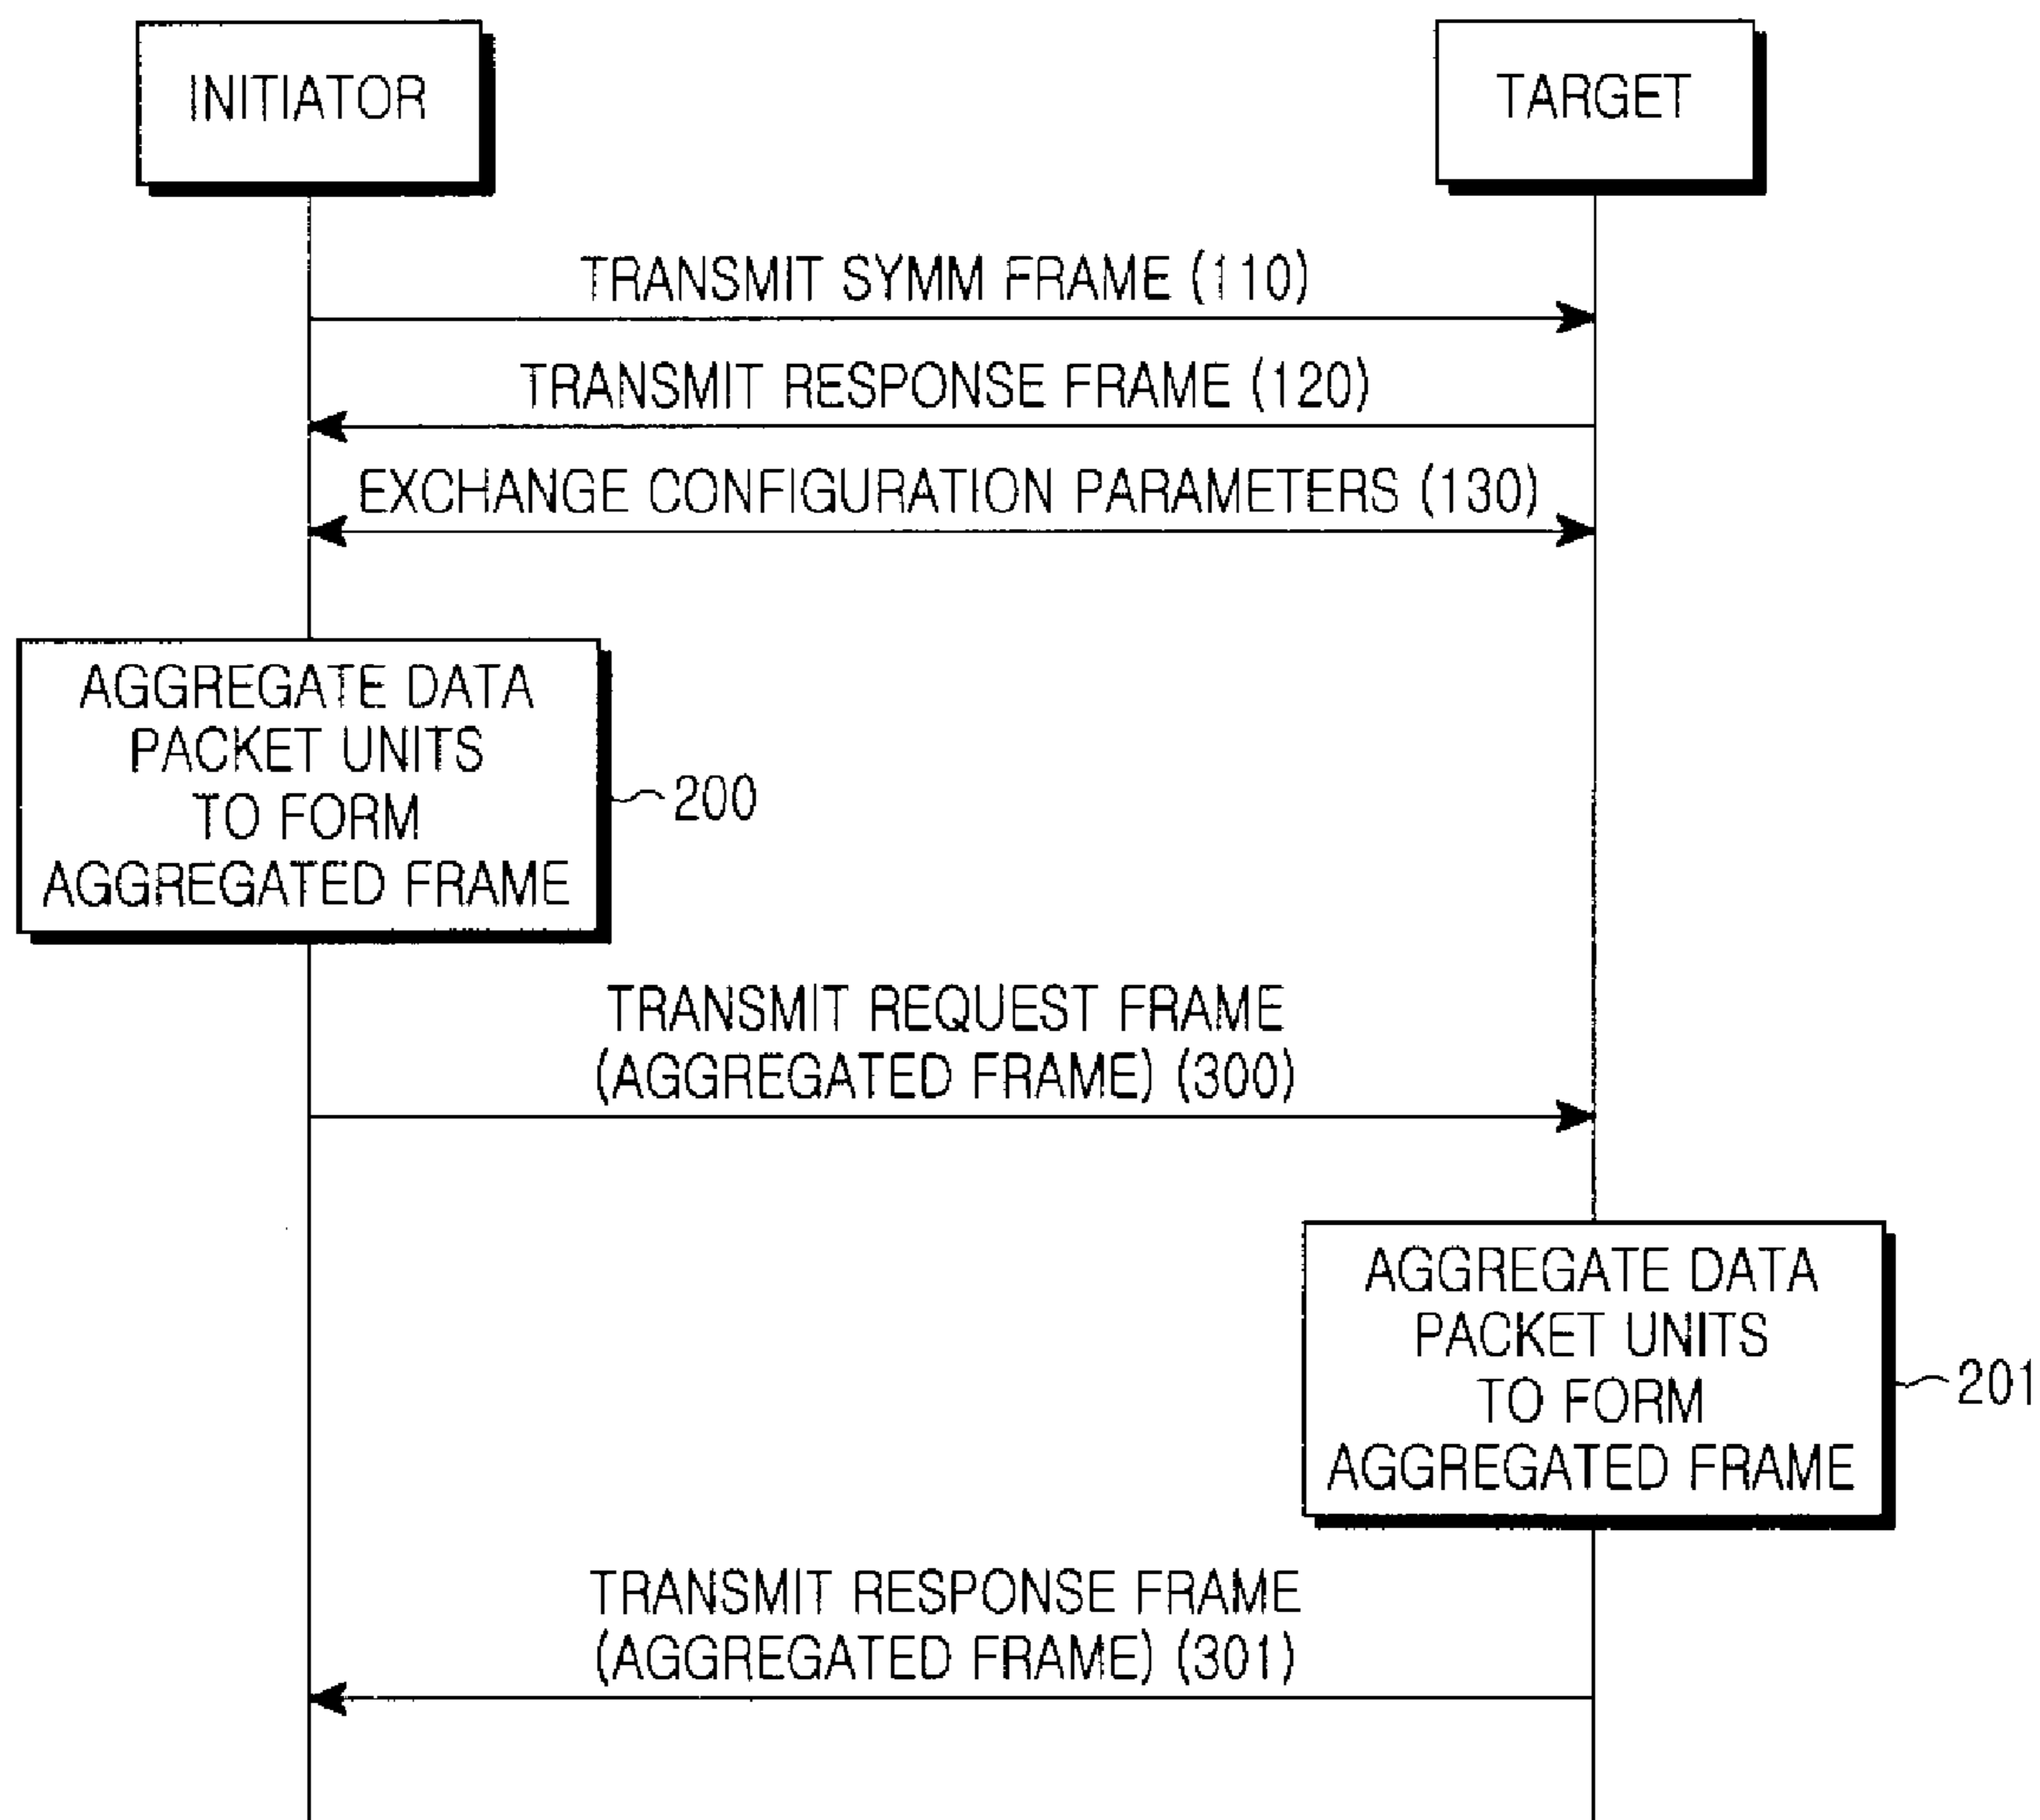 INITIATOR
TARGET
TRANSMIT SYMM FRAME (110)
TRANSMIT RESPONSE FRAME (120)
EXCHANGE CONFIGURATION PARAMETERS (130)
AGGREGATE DATA
PACKET UNITS
TO FORM
AGGREGATED FRAME
200
TRANSMIT REQUEST FRAME
(AGGREGATED FRAME) (300)
AGGREGATE DATA
PACKET UNITS
TO FORM
AGGREGATED FRAME
201
TRANSMIT RESPONSE FRAME
(AGGREGATED FRAME) (301)